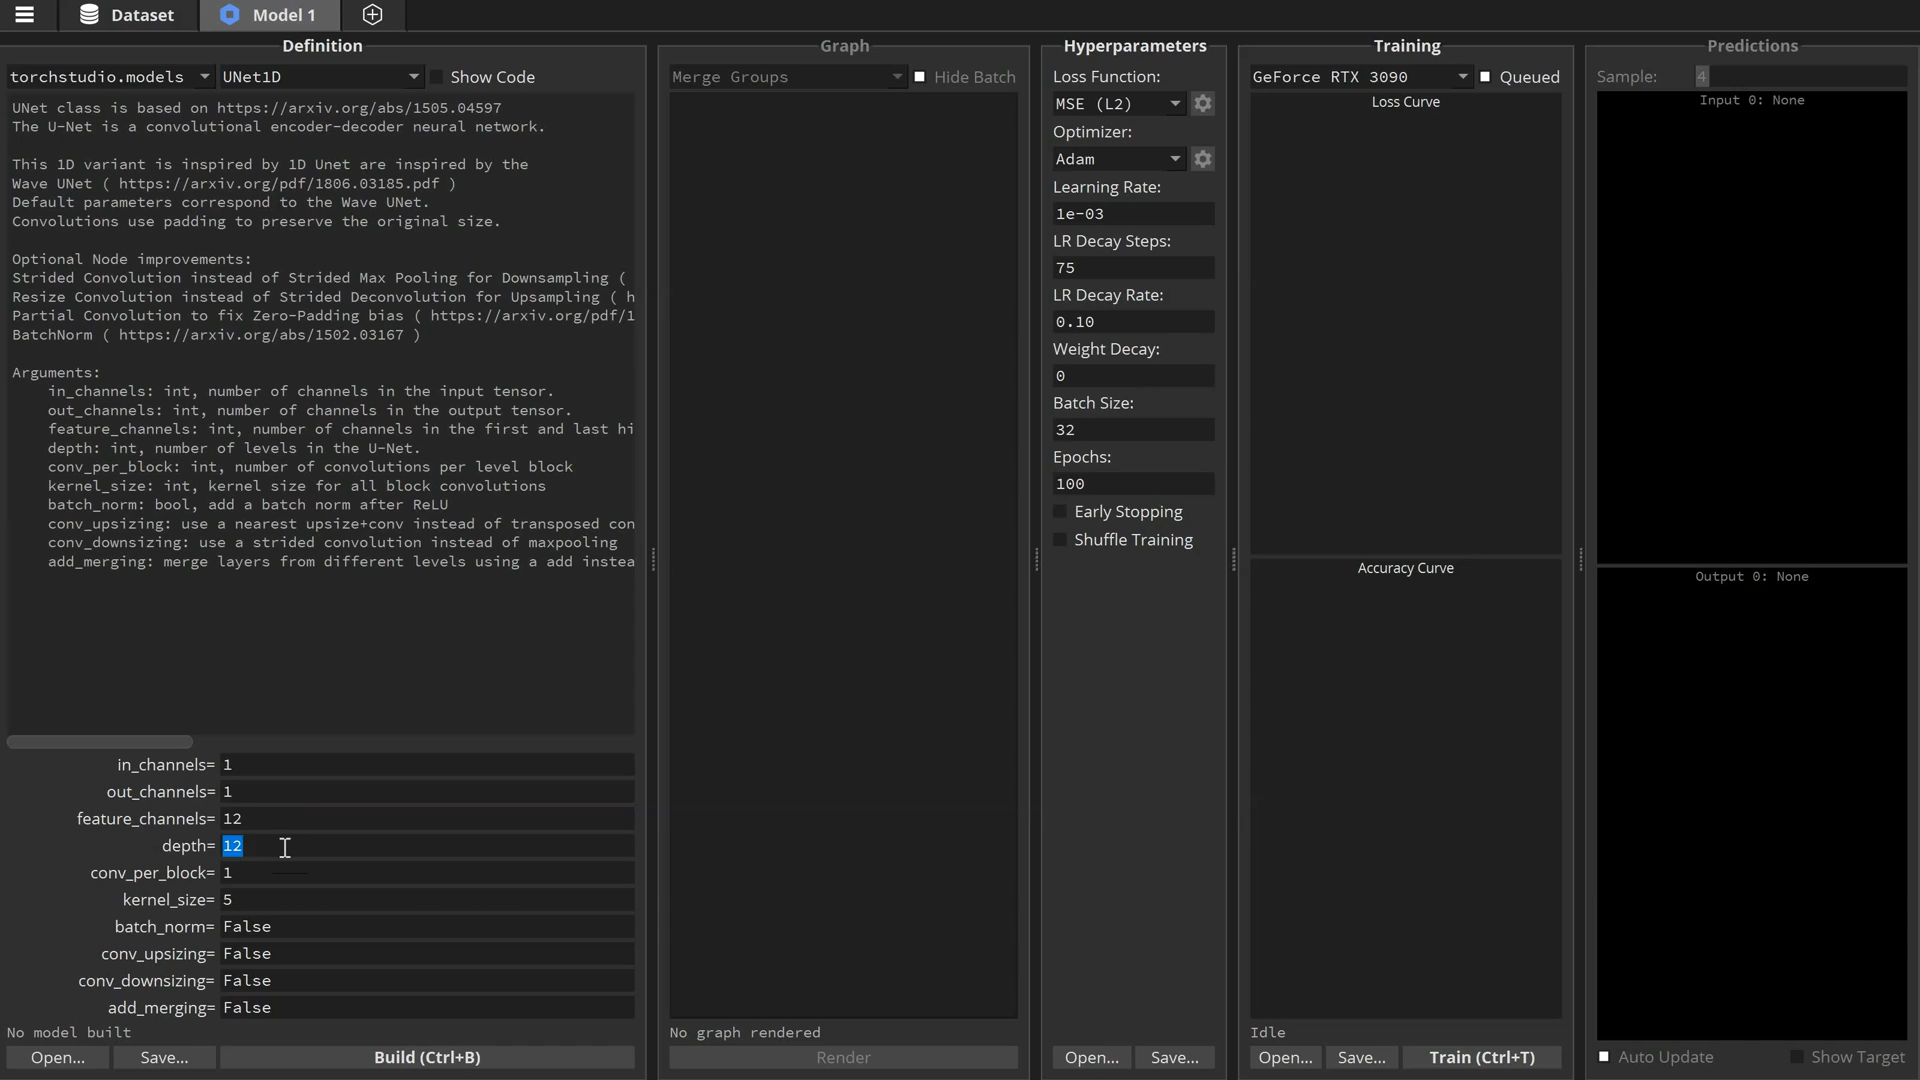 Dataset
Model 1
Definition
torchstudio.models
UNet1D
Show Code
UNet class is based on https://arxiv.org/abs/1505.04597
The U-Net is a convolutional encoder-decoder neural network.
This 1D variant is inspired by 1D Unet are inspired by the
Wave UNet ( https://arxiv.org/pdf/1806.03185.pdf )
Default parameters correspond to the Wave UNet.
Convolutions use padding to preserve the original size.
Optional Node improvements:
Strided Convolution instead of Strided Max Pooling for Downsampling (
Resize Convolution instead of Strided Deconvolution for Upsampling ( h
Partial Convolution to fix Zero-Padding bias ( https://arxiv.org/pdf/1
BatchNorm ( https://arxiv.org/abs/1502.03167 )
Arguments:
in_channels: int, number of channels in the input tensor.
out_channels: int, number of channels in the output tensor.
feature_channels: int, number of channels in the first and last hi
depth: int, number of levels in the U-Net.
conv_per_block: int, number of convolutions per level block
kernel_size: int, kernel size for all block convolutions
batch_norm: bool, add a batch norm after ReLU
conv_upsizing: use a nearest upsize+conv instead of transposed con
conv_downsizing: use a strided convolution instead of maxpooling
add_merging: merge layers from different levels using a add instea
in_channels= 1
out_channels= 1
feature_channels= 12
depth= 12
conv_per_block= 1
kernel_size= 5
batch_norm= False
conv_upsizing= False
conv_downsizing= False
add_merging= False
No model built
Open...
Save...
Build (Ctrl+B)
Graph
Merge Groups
Hide Batch
No graph rendered
Render
Hyperparameters
Loss Function:
MSE (L2)
Optimizer:
Adam
Learning Rate:
1e-03
LR Decay Steps:
75
LR Decay Rate:
0.10
Weight Decay:
0
Batch Size:
32
Epochs:
100
Early Stopping
Shuffle Training
Open...
Save...
Training
GeForce RTX 3090
Queued
Loss Curve
Accuracy Curve
Idle
Open...
Save...
Train (Ctrl+T)
Predictions
Sample: 4
Input 0: None
Output 0: None
Auto Update
Show Target